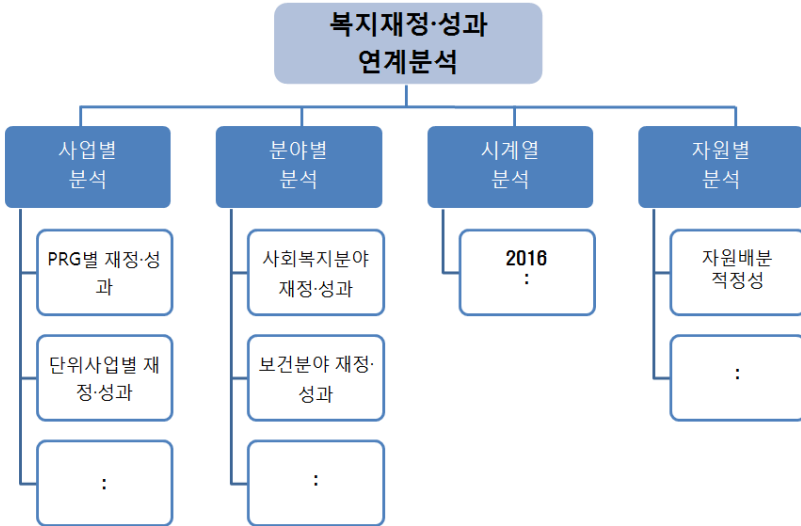 복지재정·성과
연계분석
사업별
분석
분야별
분석
시계열
분석
자원별
분석
PRG별 재정·성
과
단위사업별 재
정·성과
:
사회복지분야
재정·성과
보건분야 재정·
성과
:
2016
:
자원배분
적정성
: